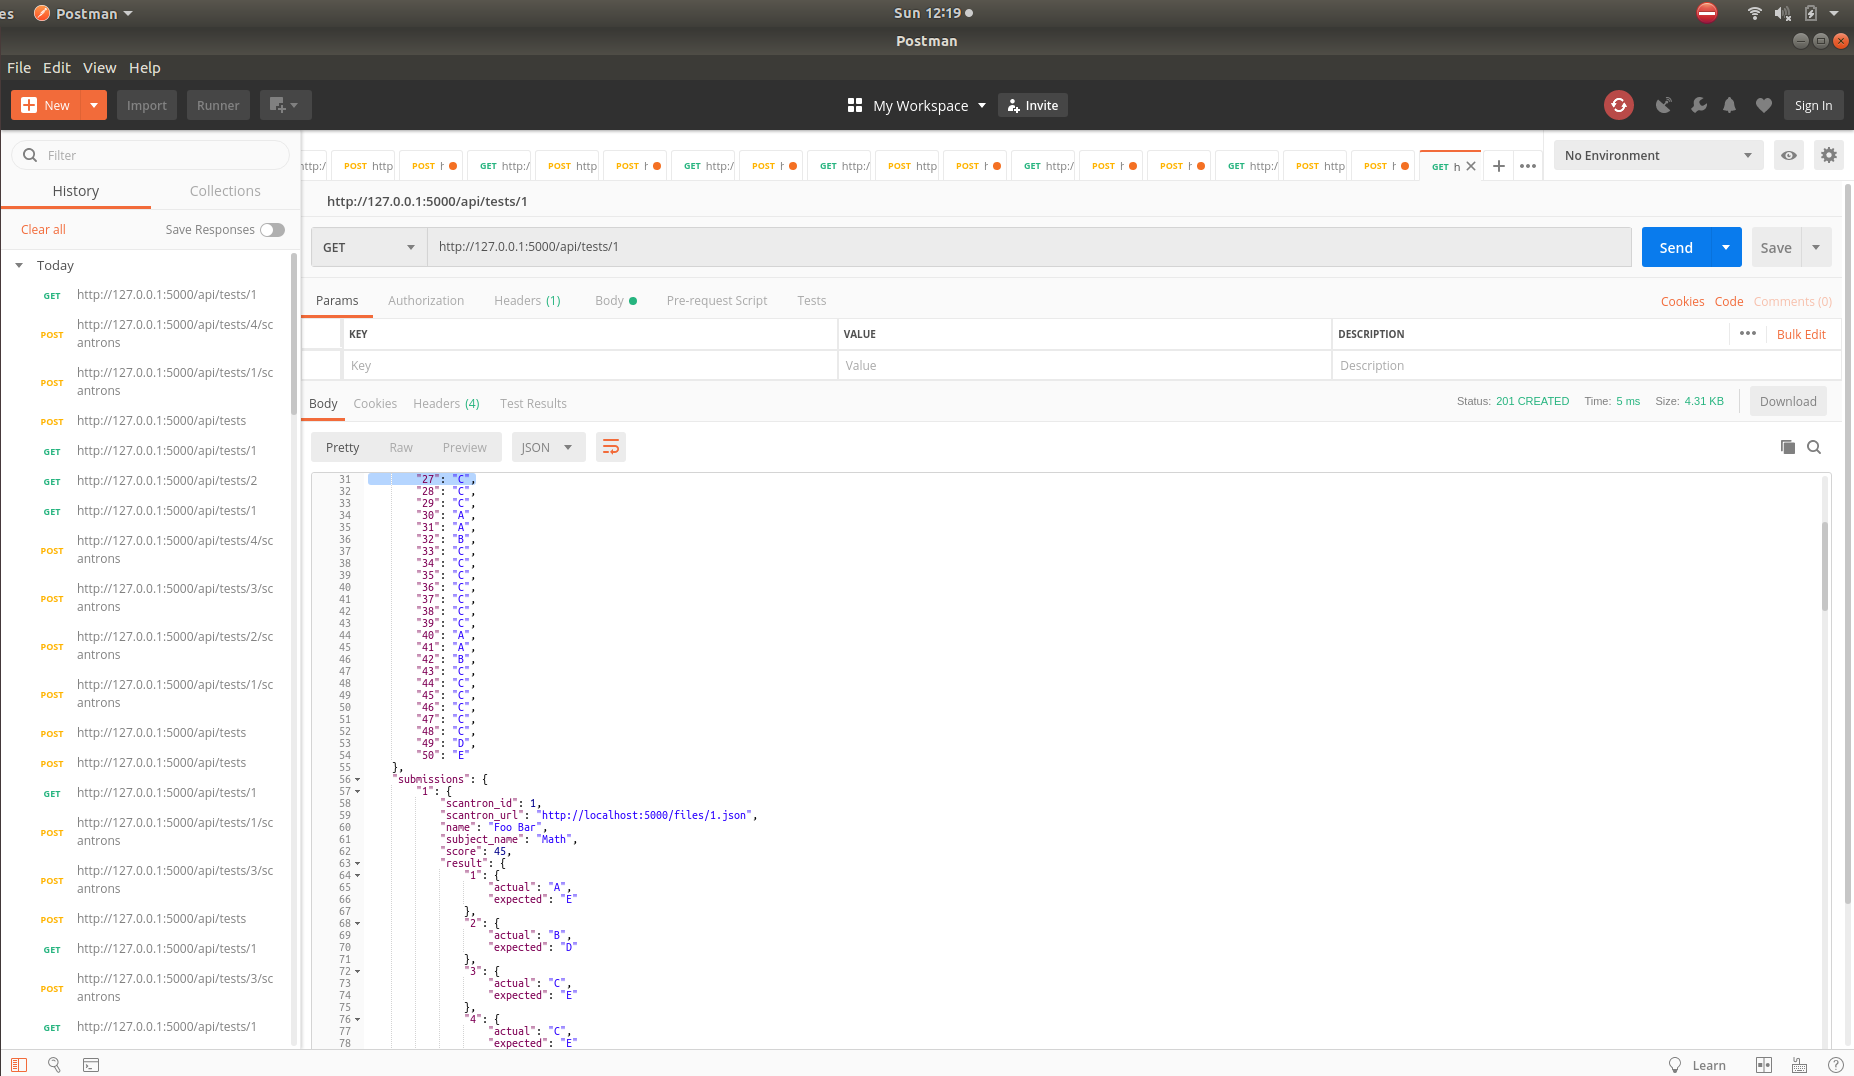 es Postman Sun 12:19
Postman
File Edit View Help
New Import Runner My Workspace Invite Sign In
Filter
History Collections
Clear all Save Responses
Today
GET http://127.0.0.1:5000/api/tests/1
POST http://127.0.0.1:5000/api/tests/4/sc
antrons
POST http://127.0.0.1:5000/api/tests/1/sc
antrons
POST http://127.0.0.1:5000/api/tests
GET http://127.0.0.1:5000/api/tests/1
GET http://127.0.0.1:5000/api/tests/2
GET http://127.0.0.1:5000/api/tests/1
POST http://127.0.0.1:5000/api/tests/4/sc
antrons
POST http://127.0.0.1:5000/api/tests/3/sc
antrons
POST http://127.0.0.1:5000/api/tests/2/sc
antrons
POST http://127.0.0.1:5000/api/tests/1/sc
antrons
POST http://127.0.0.1:5000/api/tests
POST http://127.0.0.1:5000/api/tests
GET http://127.0.0.1:5000/api/tests/1
POST http://127.0.0.1:5000/api/tests/1/sc
antrons
POST http://127.0.0.1:5000/api/tests/3/sc
antrons
POST http://127.0.0.1:5000/api/tests
GET http://127.0.0.1:5000/api/tests/1
POST http://127.0.0.1:5000/api/tests/3/sc
antrons
GET http://127.0.0.1:5000/api/tests/1
http:/ POST http POST h GET http:/ POST http POST h GET http:/ POST h GET http:/ POST http POST h GET http:/ POST h POST h GET http:/ POST http POST h GET h No Environment
http://127.0.0.1:5000/api/tests/1
GET http://127.0.0.1:5000/api/tests/1 Send Save
Params Authorization Headers (1) Body Pre-request Script Tests Cookies Code Comments (0)
KEY VALUE DESCRIPTION Bulk Edit
Key Value Description
Body Cookies Headers (4) Test Results Status: 201 CREATED Time: 5 ms Size: 4.31 KB Download
Pretty Raw Preview JSON
31 "27": "C",
32 "28": "C",
33 "29": "C",
34 "30": "A",
35 "31": "A",
36 "32": "B",
37 "33": "C",
38 "34": "C",
39 "35": "C",
40 "36": "C",
41 "37": "C",
42 "38": "C",
43 "39": "C",
44 "40": "A",
45 "41": "A",
46 "42": "B",
47 "43": "C",
48 "44": "C",
49 "45": "C",
50 "46": "C",
51 "47": "C",
52 "48": "C",
53 "49": "D",
54 "50": "E"
55 },
56 "submissions": {
57 "1": {
58 "scantron_id": 1,
59 "scantron_url": "http://localhost:5000/files/1.json",
60 "name": "Foo Bar",
61 "subject_name": "Math",
62 "score": 45,
63 "result": {
64 "1": {
65 "actual": "A",
66 "expected": "E"
67 },
68 "2": {
69 "actual": "B",
70 "expected": "D"
71 },
72 "3": {
73 "actual": "C",
74 "expected": "E"
75 },
76 "4": {
77 "actual": "C",
78 "expected": "E"
Learn